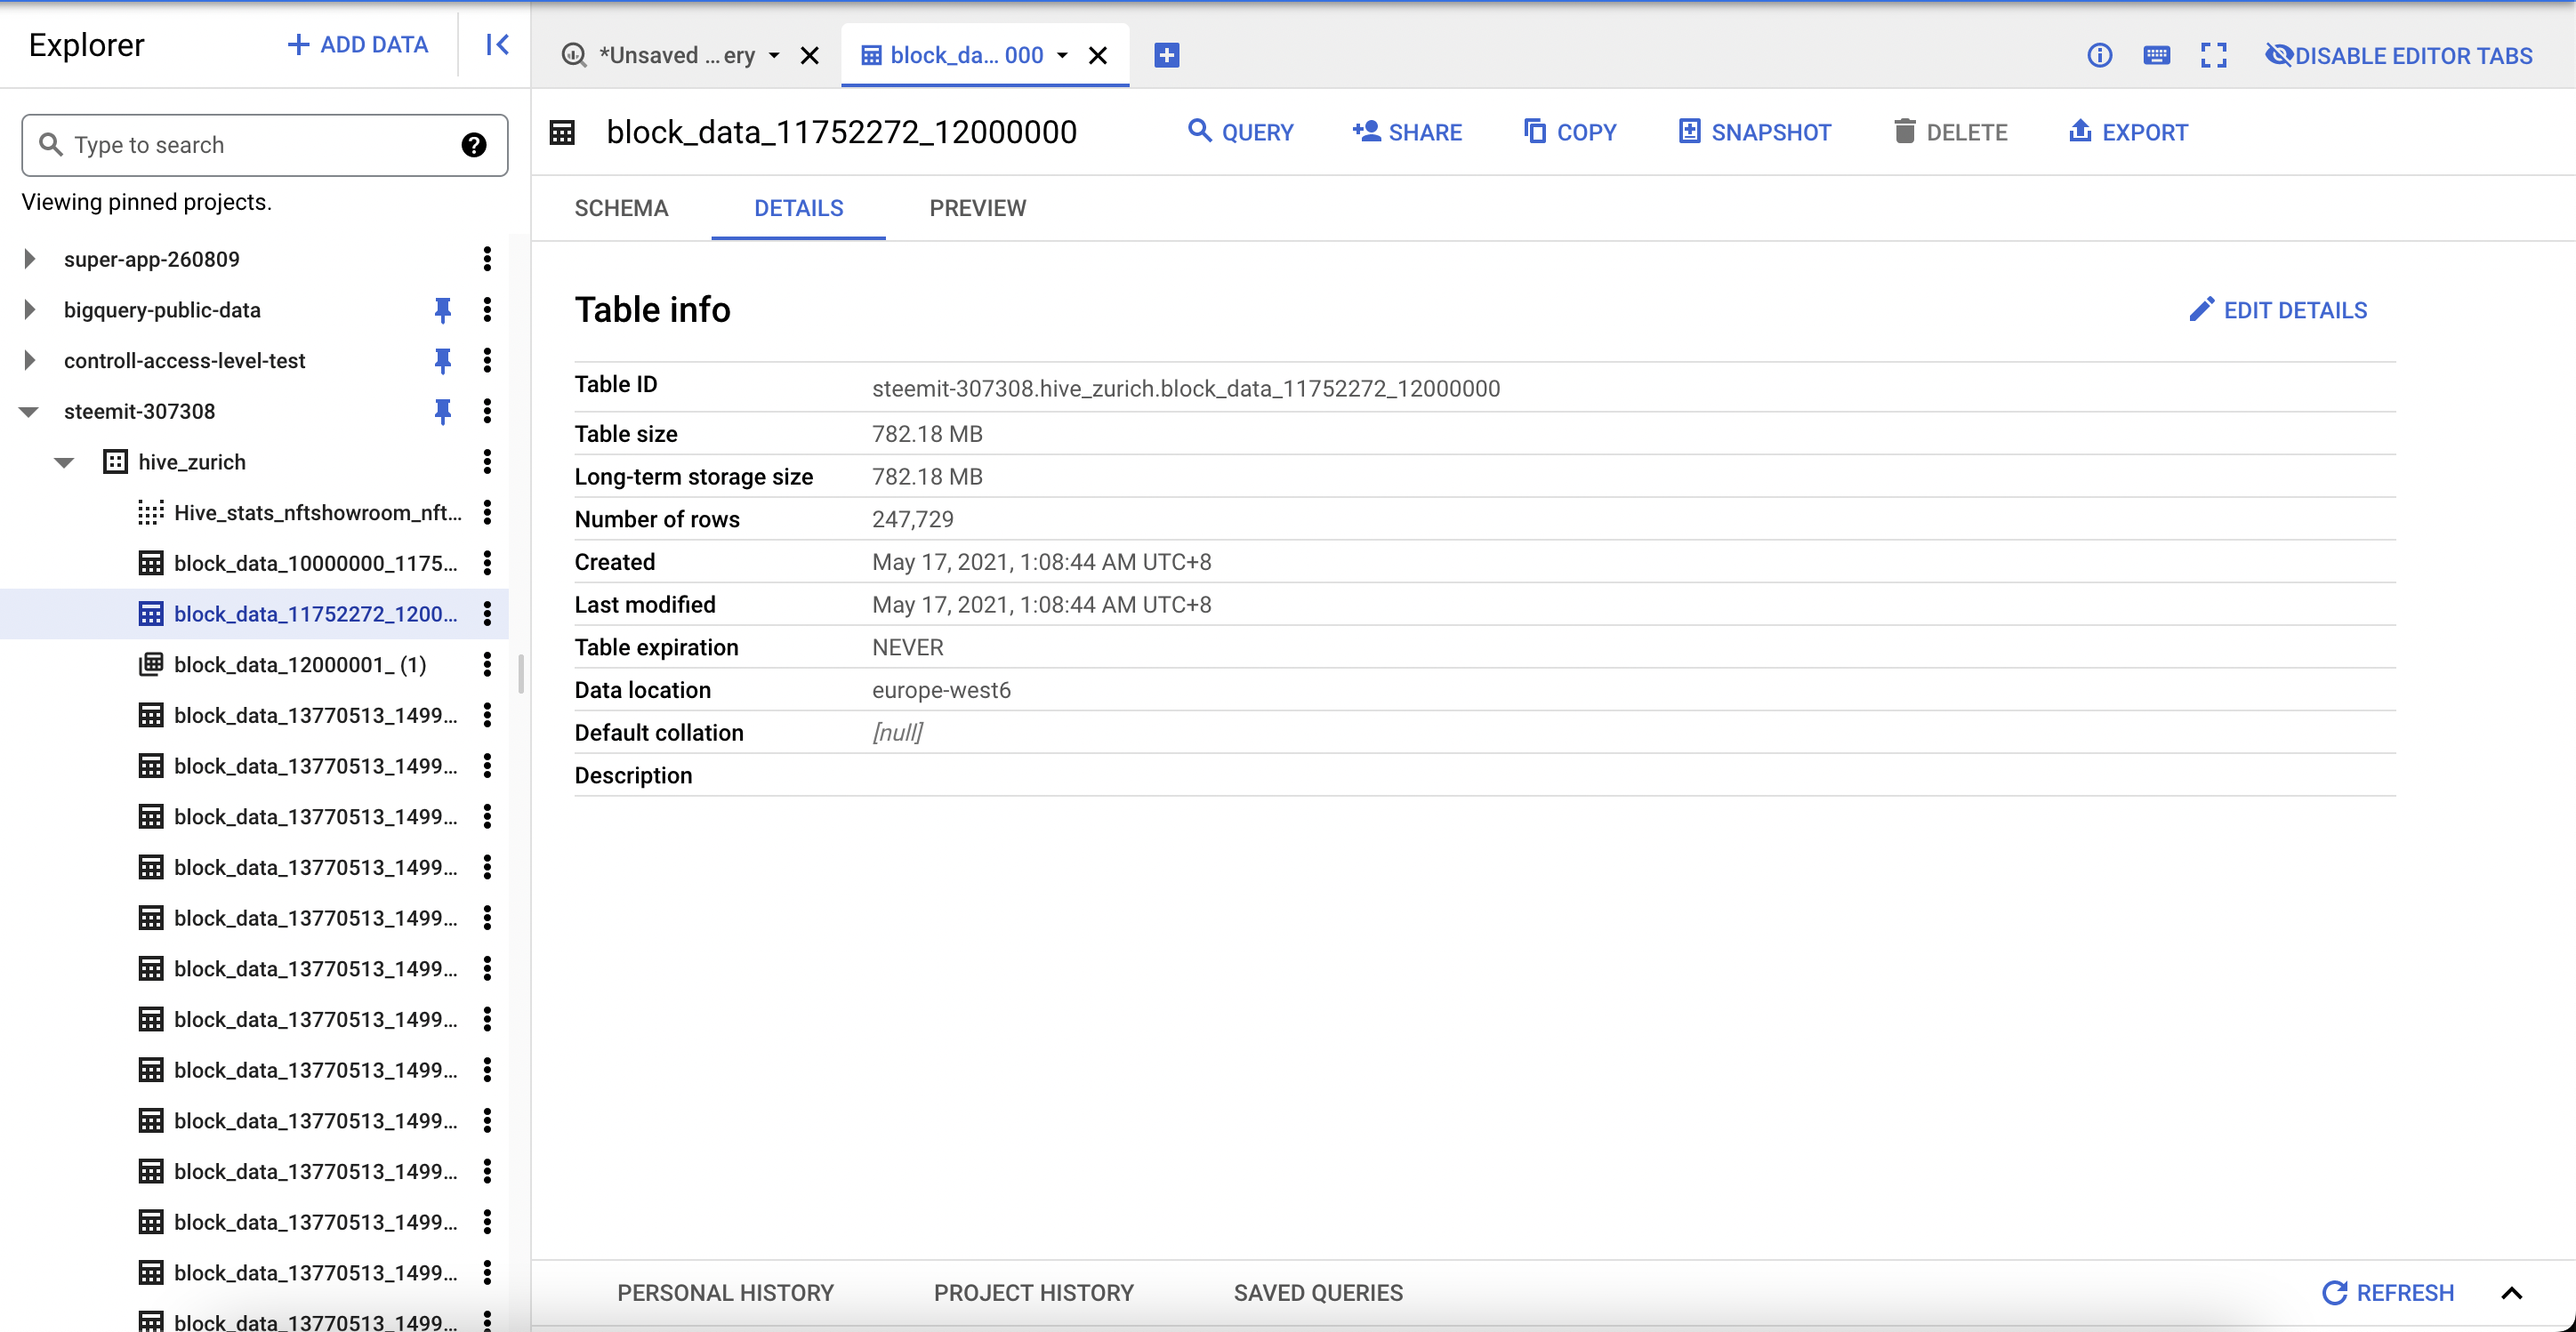 Explorer
ADD DATA
*Unsaved ...ery
block_da... 000
DISABLE EDITOR TABS
Type to search
Viewing pinned projects.
super-app-260809
bigquery-public-data
controll-access-level-test
steemit-307308
hive_zurich
Hive_stats_nftshowroom_nft...
block_data_10000000_1175...
block_data_11752272_1200...
block_data_12000001_ (1)
block_data_13770513_1499...
block_data_13770513_1499...
block_data_13770513_1499...
block_data_13770513_1499...
block_data_13770513_1499...
block_data_13770513_1499...
block_data_13770513_1499...
block_data_13770513_1499...
block_data_13770513_1499...
block_data_13770513_1499...
block_data_13770513_1499...
block_data_13770513_1499...
block_data_13770513_1499...
block_data_11752272_12000000
QUERY
SHARE
COPY
SNAPSHOT
DELETE
EXPORT
SCHEMA
DETAILS
PREVIEW
Table info
EDIT DETAILS
Table ID steemit-307308.hive_zurich.block_data_11752272_12000000
Table size 782.18 MB
Long-term storage size 782.18 MB
Number of rows 247,729
Created May 17, 2021, 1:08:44 AM UTC+8
Last modified May 17, 2021, 1:08:44 AM UTC+8
Table expiration NEVER
Data location europe-west6
Default collation [null]
Description
PERSONAL HISTORY
PROJECT HISTORY
SAVED QUERIES
REFRESH